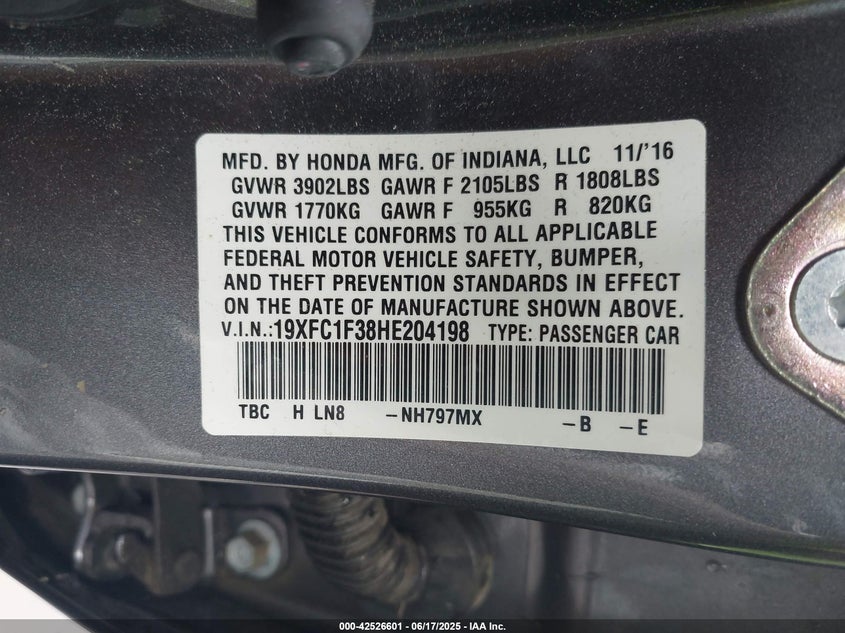 MFD. BY HONDA MFG. OF INDIANA, LLC 11/'16
GVWR 3902LBS GAWR F 2105LBS R 1808LBS
GVWR 1770KG GAWR F 955KG R 820KG
THIS VEHICLE CONFORMS TO ALL APPLICABLE
FEDERAL MOTOR VEHICLE SAFETY, BUMPER,
AND THEFT PREVENTION STANDARDS IN EFFECT
ON THE DATE OF MANUFACTURE SHOWN ABOVE.
V.I.N.: 19XFC1F38HE204198 TYPE: PASSENGER CAR
TBC H LN8 -NH797MX -B -E
000-42526601 - 06/17/2025 - IAA Inc.